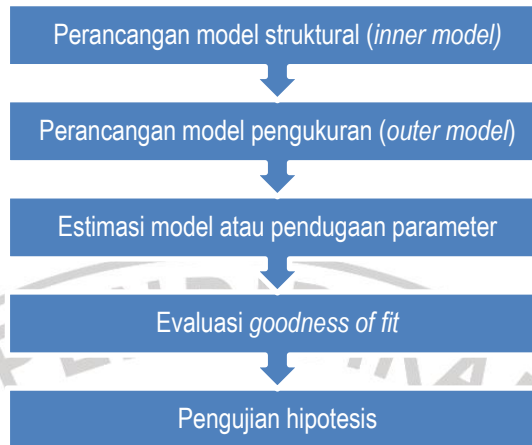 Perancangan model struktural (inner model)
Perancangan model pengukuran (outer model)
Estimasi model atau pendugaan parameter
Evaluasi goodness of fit
Pengujian hipotesis